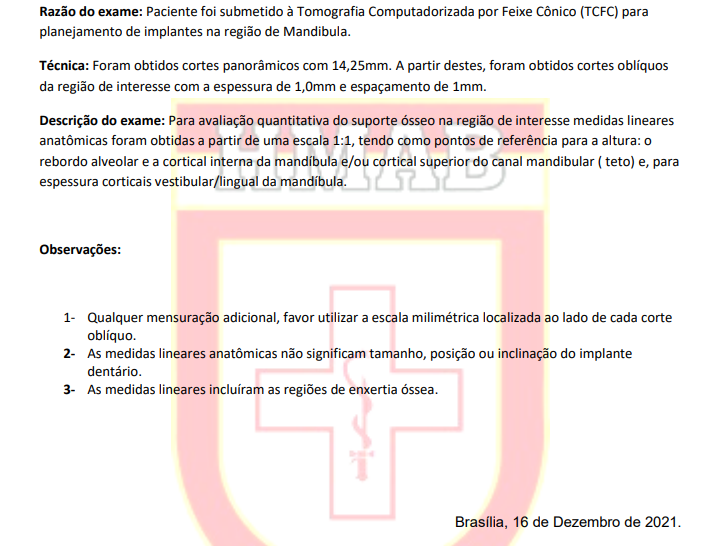 Razão do exame: Paciente foi submetido à Tomografia Computadorizada por Feixe Cônico (TCFC) para
planejamento de implantes na região de Mandibula.
Técnica: Foram obtidos cortes panorâmicos com 14,25mm. A partir destes, foram obtidos cortes oblíquos
da região de interesse com a espessura de 1,0mm e espaçamento de 1mm.
Descrição do exame: Para avaliação quantitativa do suporte ósseo na região de interesse medidas lineares
anatômicas foram obtidas a partir de uma escala 1:1, tendo como pontos de referência para a altura: o
rebordo alveolar e a cortical interna da mandíbula e/ou cortical superior do canal mandibular ( teto) e, para
espessura corticais vestibular/lingual da mandíbula.
HMAB
Observações:
1- Qualquer mensuração adicional, favor utilizar a escala milimétrica localizada ao lado de cada corte
oblíquo.
2- As medidas lineares anatômicas não significam tamanho, posição ou inclinação do implante
dentário.
3- As medidas lineares incluíram as regiões de enxertia óssea.
Brasília, 16 de Dezembro de 2021.